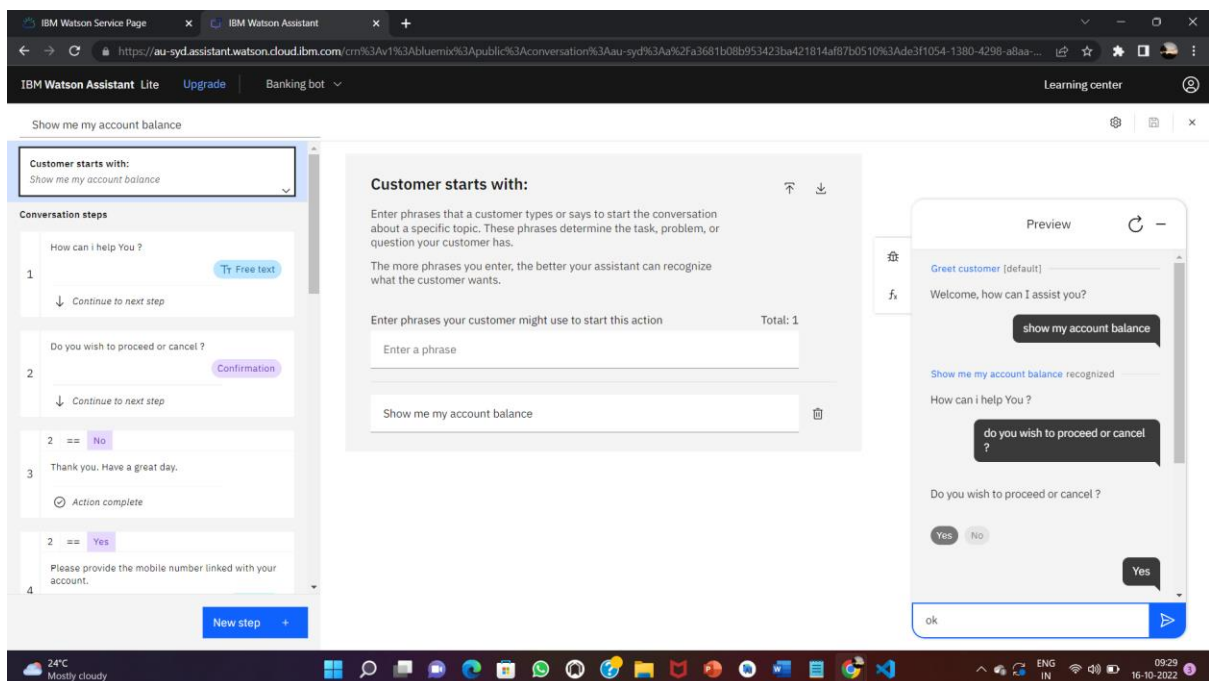 IBM Watson Service Page
IBM Watson Assistant
https://au-syd.assistant.watson.cloud.ibm.com/crn%3Av1%3Abluemix%3Apublic%3Aconversation%3Aau-syd%3Aa%2Fa3681b08b953423ba421814af87b0510%3Ade3f1054-1380-4298-a8aa-...
IBM Watson Assistant Lite Upgrade Banking bot
Learning center
Show me my account balance
Customer starts with:
Show me my account balance
Conversation steps
How can i help You ?
1
Free text
Continue to next step
Do you wish to proceed or cancel ?
2
Confirmation
Continue to next step
2 == No
3
Thank you. Have a great day.
Action complete
2 == Yes
Please provide the mobile number linked with your
account.
4
New step +
Customer starts with:
Enter phrases that a customer types or says to start the conversation
about a specific topic. These phrases determine the task, problem, or
question your customer has.
The more phrases you enter, the better your assistant can recognize
what the customer wants.
Enter phrases your customer might use to start this action Total: 1
Enter a phrase
Show me my account balance
Preview
Greet customer [default]
Welcome, how can I assist you?
show my account balance
Show me my account balance recognized
How can i help You ?
do you wish to proceed or cancel
?
Do you wish to proceed or cancel ?
Yes No
Yes
ok
24°C
Mostly cloudy
ENG
IN
09:29
16-10-2022
3